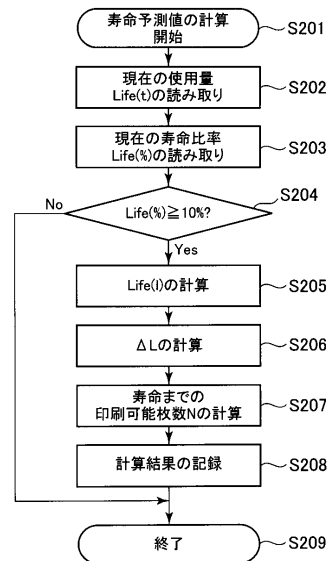 寿命予測値の計算
開始
S201
現在の使用量
Life(t)の読み取り
S202
現在の寿命比率
Life(%)の読み取り
S203
S204
Life(%)≧10%?
No
Yes
Life(l)の計算
S205
ΔLの計算
S206
寿命までの
印刷可能枚数Nの計算
S207
計算結果の記録
S208
終了
S209